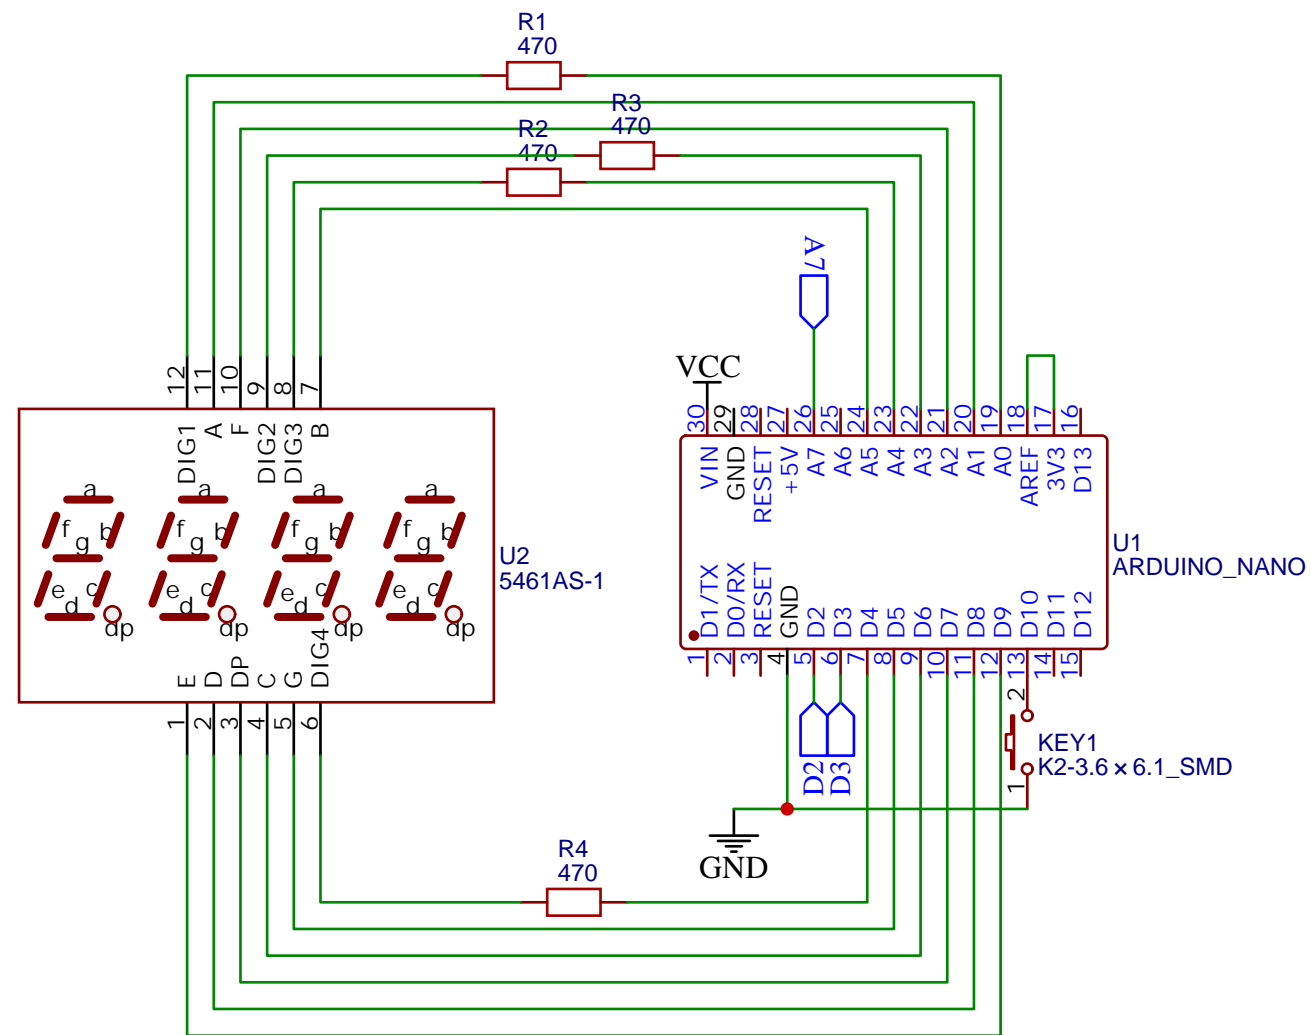 R1
470
R3
470
R2
470
A7
VCC
12
11
10
9
8
7
30
29
28
27
26
25
24
23
22
21
20
19
18
17
16
DIG1
A
F
DIG2
DIG3
B
VIN
GND
RESET
+5V
A7
A6
A5
A4
A3
A2
A1
A0
AREF
3V3
D13
a
f
g
b
e
d
c
dp
a
f
g
b
e
d
c
dp
a
f
g
b
e
d
c
dp
a
f
g
b
e
d
c
dp
U2
5461AS-1
U1
ARDUINO_NANO
D1/TX
D0/RX
RESET
GND
D2
D3
D4
D5
D6
D7
D8
D9
D10
D11
D12
E
D
DP
C
G
DIG4
1
2
3
4
5
6
7
8
9
10
11
12
13
14
15
1
2
3
4
5
6
2
KEY1
K2-3.6×6.1_SMD
1
D2
D3
GND
R4
470